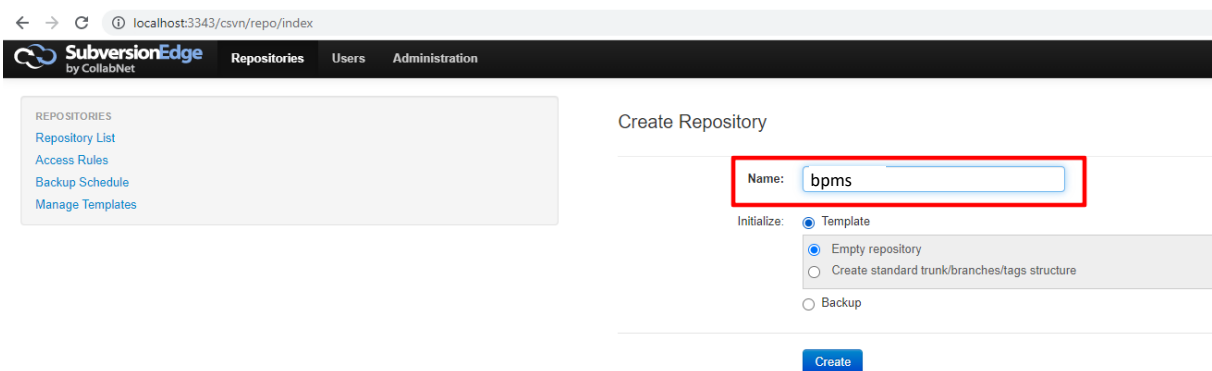 localhost:3343/csvn/repo/index
SubversionEdge
by CollabNet
Repositories Users Administration
REPOSITORIES
Repository List
Access Rules
Backup Schedule
Manage Templates
Create Repository
Name: bpms
Initialize: Template
Empty repository
Create standard trunk/branches/tags structure
Backup
Create